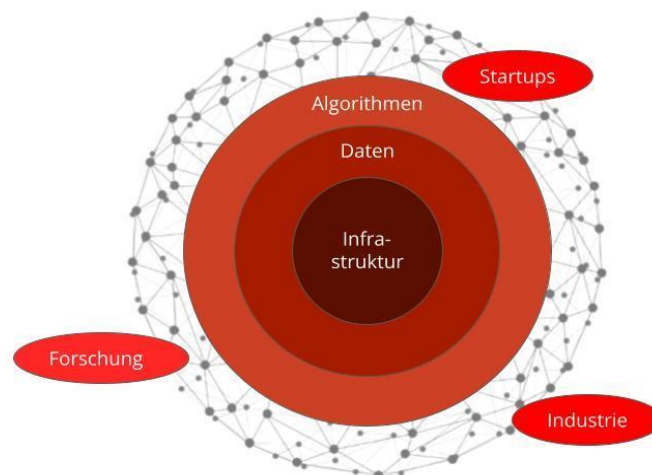 Startups
Algorithmen
Daten
Infra-
struktur
Forschung
Industrie